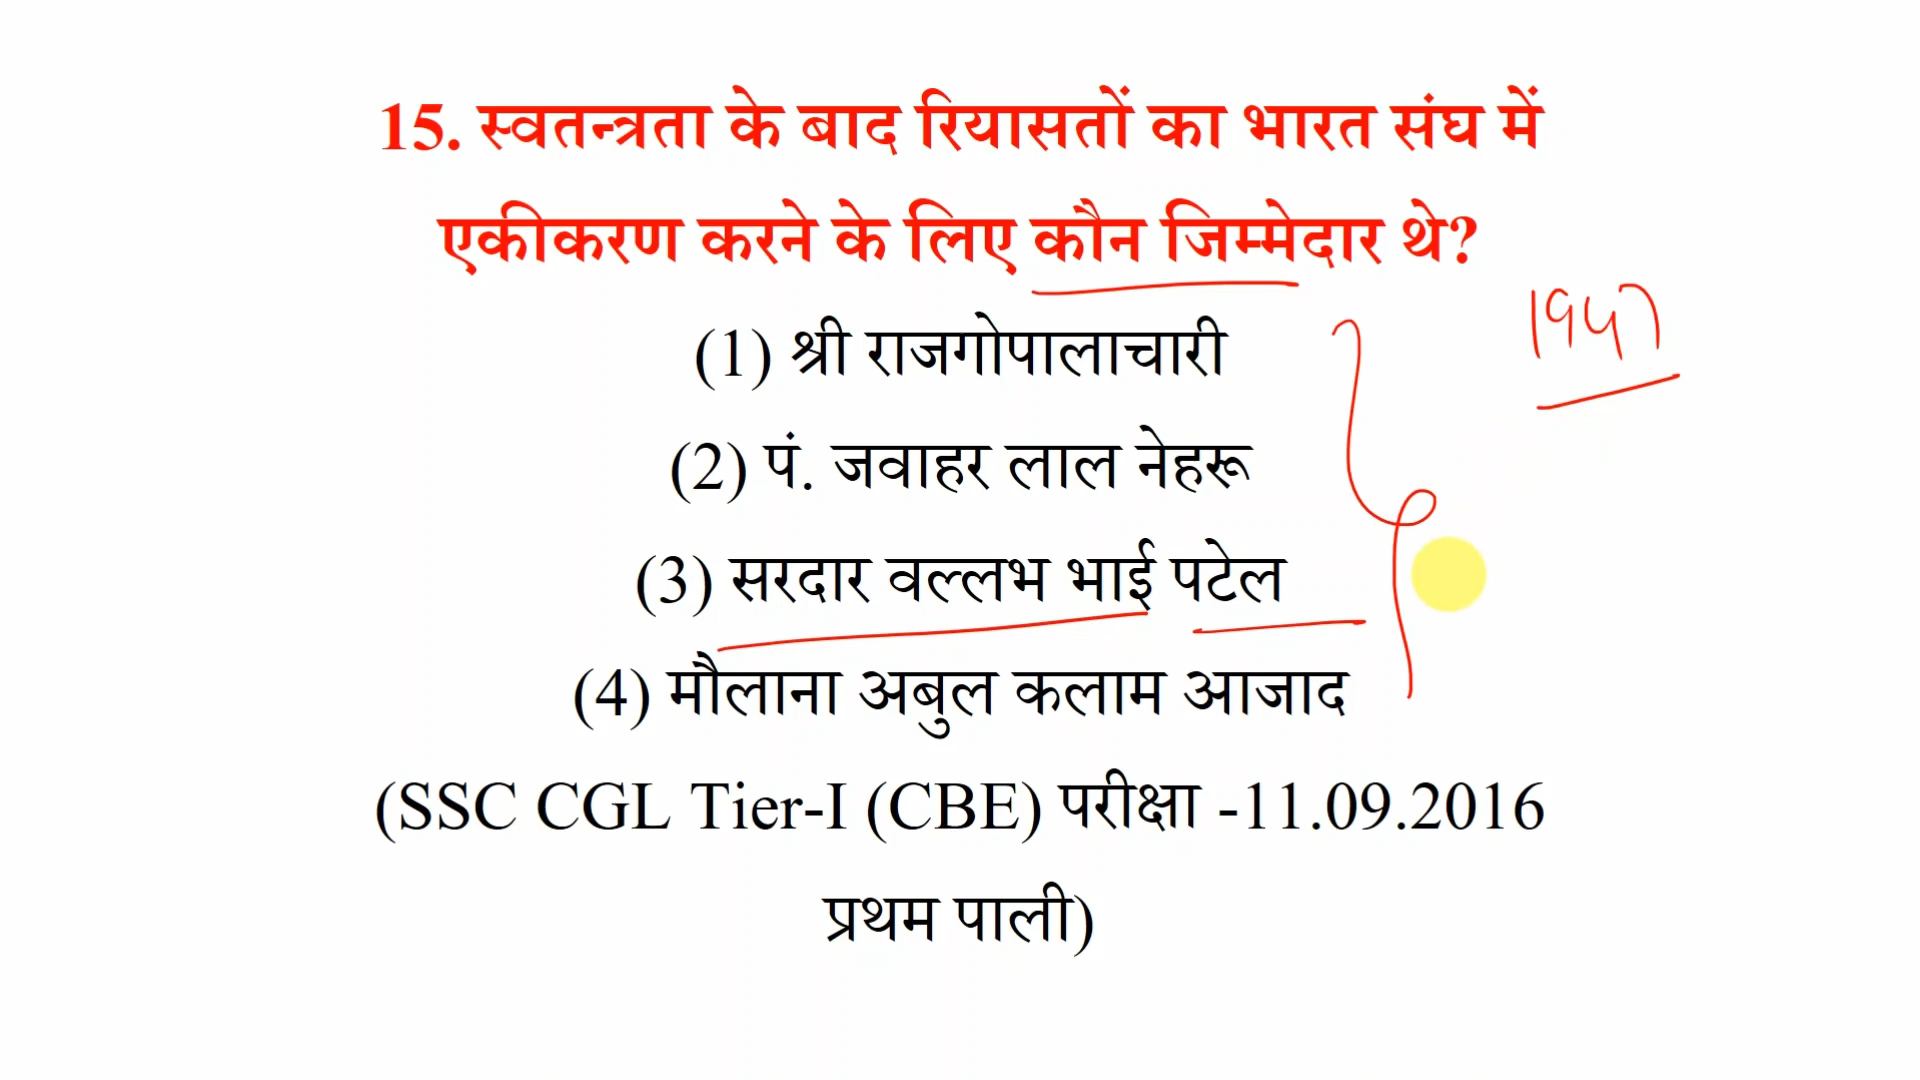 15. स्वतन्त्रता के बाद रियासतों का भारत संघ में
एकीकरण करने के लिए कौन जिम्मेदार थे?
1947
(1) श्री राजगोपालाचारी
(2) पं. जवाहर लाल नेहरू
(3) सरदार वल्लभ भाई पटेल
(4) मौलाना अबुल कलाम आजाद
(SSC CGL Tier-I (CBE) परीक्षा -11.09.2016
प्रथम पाली)